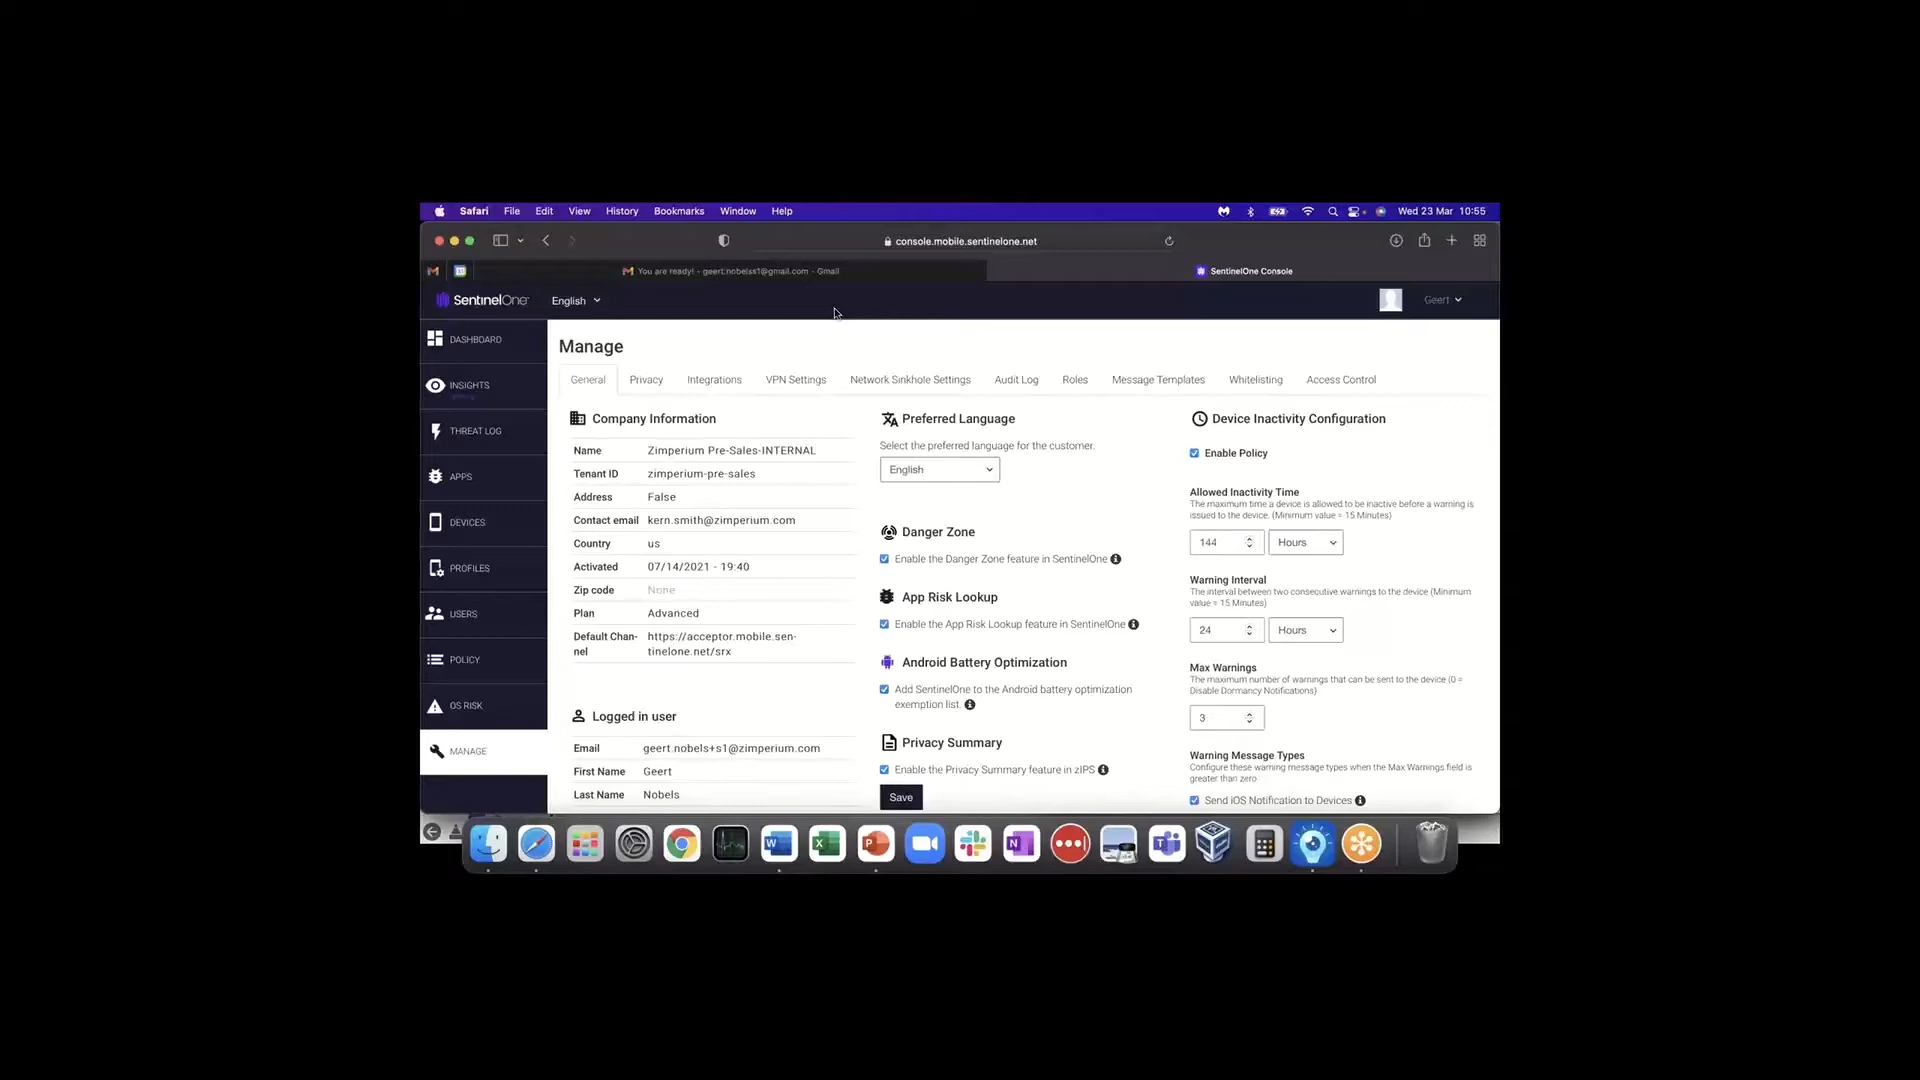 Safari File Edit View History Bookmarks Window Help Wed 23 Mar 10:55
console.mobile.sentinelone.net
You are ready! - geert.nobelss1@gmail.com - Gmail SentinelOne Console
SentinelOne English Geert
DASHBOARD
INSIGHTS
THREAT LOG
APPS
DEVICES
PROFILES
USERS
POLICY
OS RISK
MANAGE
Manage
General Privacy Integrations VPN Settings Network Sinkhole Settings Audit Log Roles Message Templates Whitelisting Access Control
Company Information
Name Zimperium Pre-Sales-INTERNAL
Tenant ID zimperium-pre-sales
Address False
Contact email kern.smith@zimperium.com
Country us
Activated 07/14/2021 - 19:40
Zip code None
Plan Advanced
Default Chan- https://acceptor.mobile.sen-
nel tinelone.net/srx
Logged in user
Email geert.nobels+s1@zimperium.com
First Name Geert
Last Name Nobels
Preferred Language
Select the preferred language for the customer.
English
Danger Zone
Enable the Danger Zone feature in SentinelOne
App Risk Lookup
Enable the App Risk Lookup feature in SentinelOne
Android Battery Optimization
Add SentinelOne to the Android battery optimization
exemption list.
Privacy Summary
Enable the Privacy Summary feature in zIPS
Save
Device Inactivity Configuration
Enable Policy
Allowed Inactivity Time
The maximum time a device is allowed to be inactive before a warning is
issued to the device. (Minimum value = 15 Minutes)
144 Hours
Warning Interval
The interval between two consecutive warnings to the device (Minimum
value = 15 Minutes)
24 Hours
Max Warnings
The maximum number of warnings that can be sent to the device (0 =
Disable Dormancy Notifications)
3
Warning Message Types
Configure these warning message types when the Max Warnings field is
greater than zero
Send iOS Notification to Devices